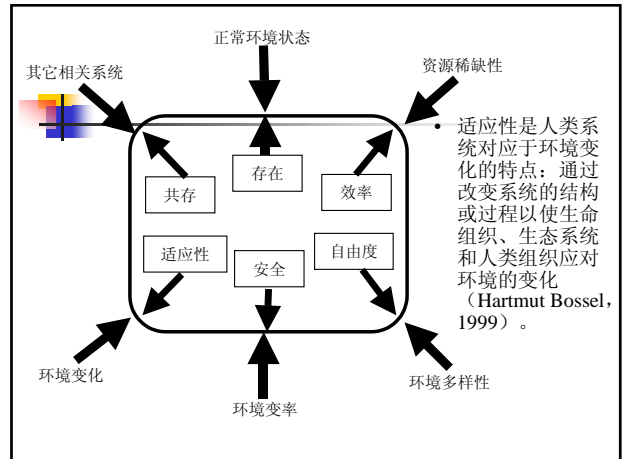 正常环境状态
其它相关系统
资源稀缺性
共存
存在
效率
适应性
安全
自由度
环境变化
环境变率
环境多样性
• 适应性是人类系
统对应于环境变
化的特点：通过
改变系统的结构
或过程以使生命
组织、生态系统
和人类组织应对
环境的变化
（Hartmut Bossel，
1999）。